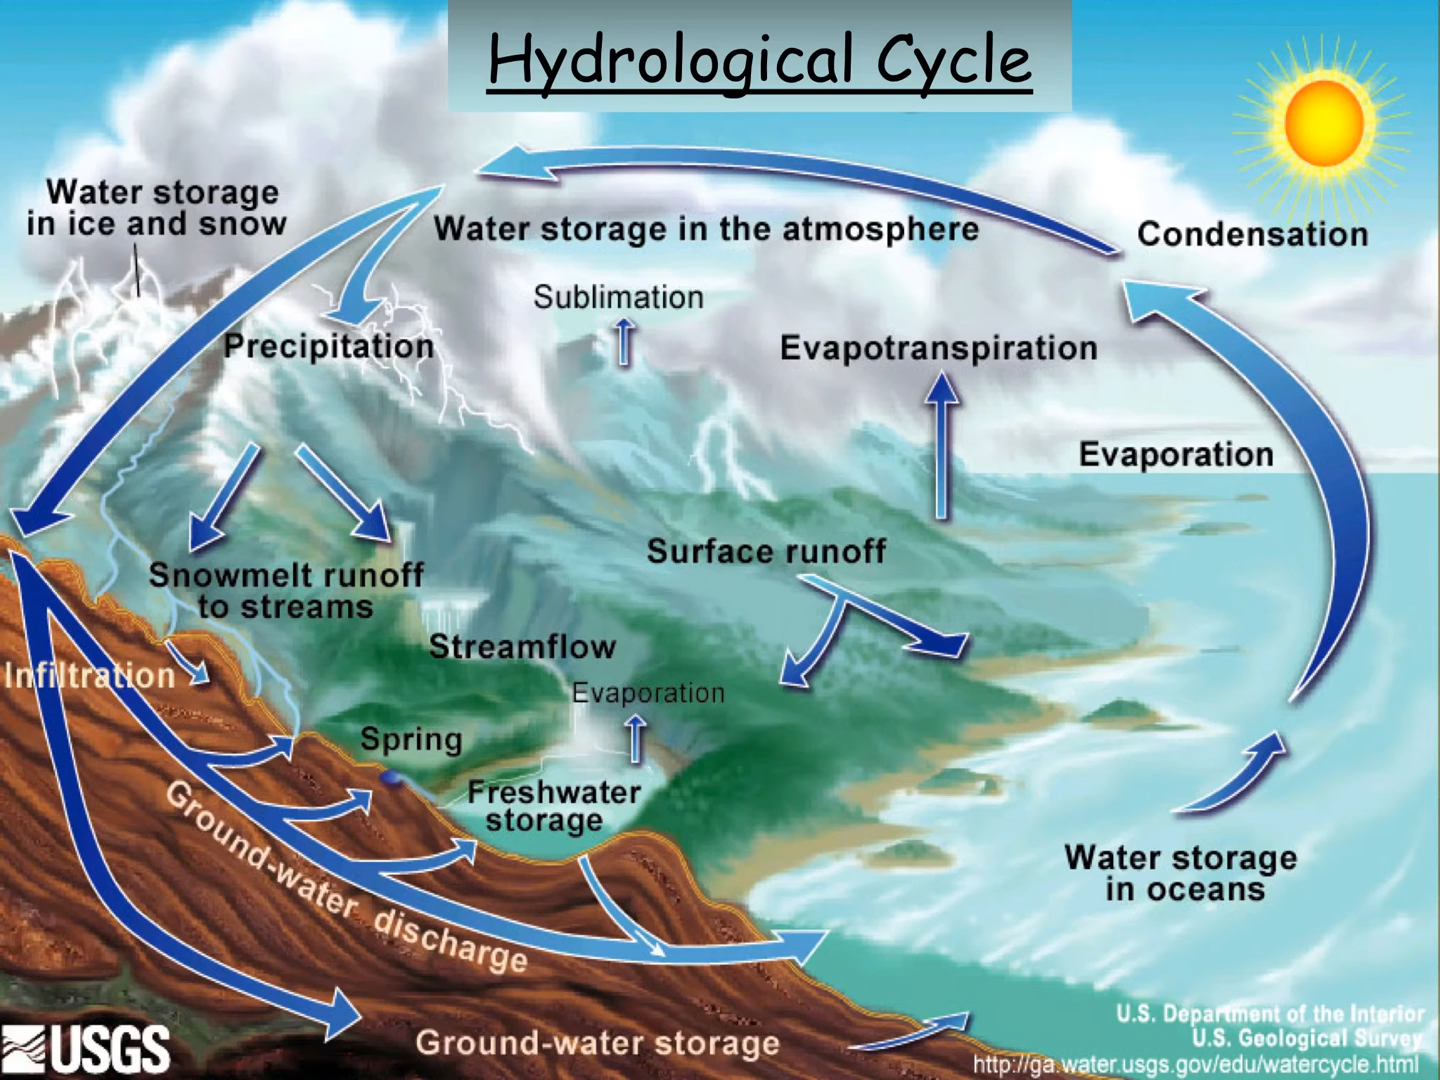 Hydrological Cycle
Water storage
in ice and snow
Water storage in the atmosphere
Condensation
Sublimation
Precipitation
Evapotranspiration
Evaporation
Surface runoff
Snowmelt runoff
to streams
Streamflow
Infiltration
Evaporation
Spring
Freshwater
storage
Ground-water discharge
Water storage
in oceans
Ground-water storage
USGS
U.S. Department of the Interior
U.S. Geological Survey
http://ga.water.usgs.gov/edu/watercycle.html